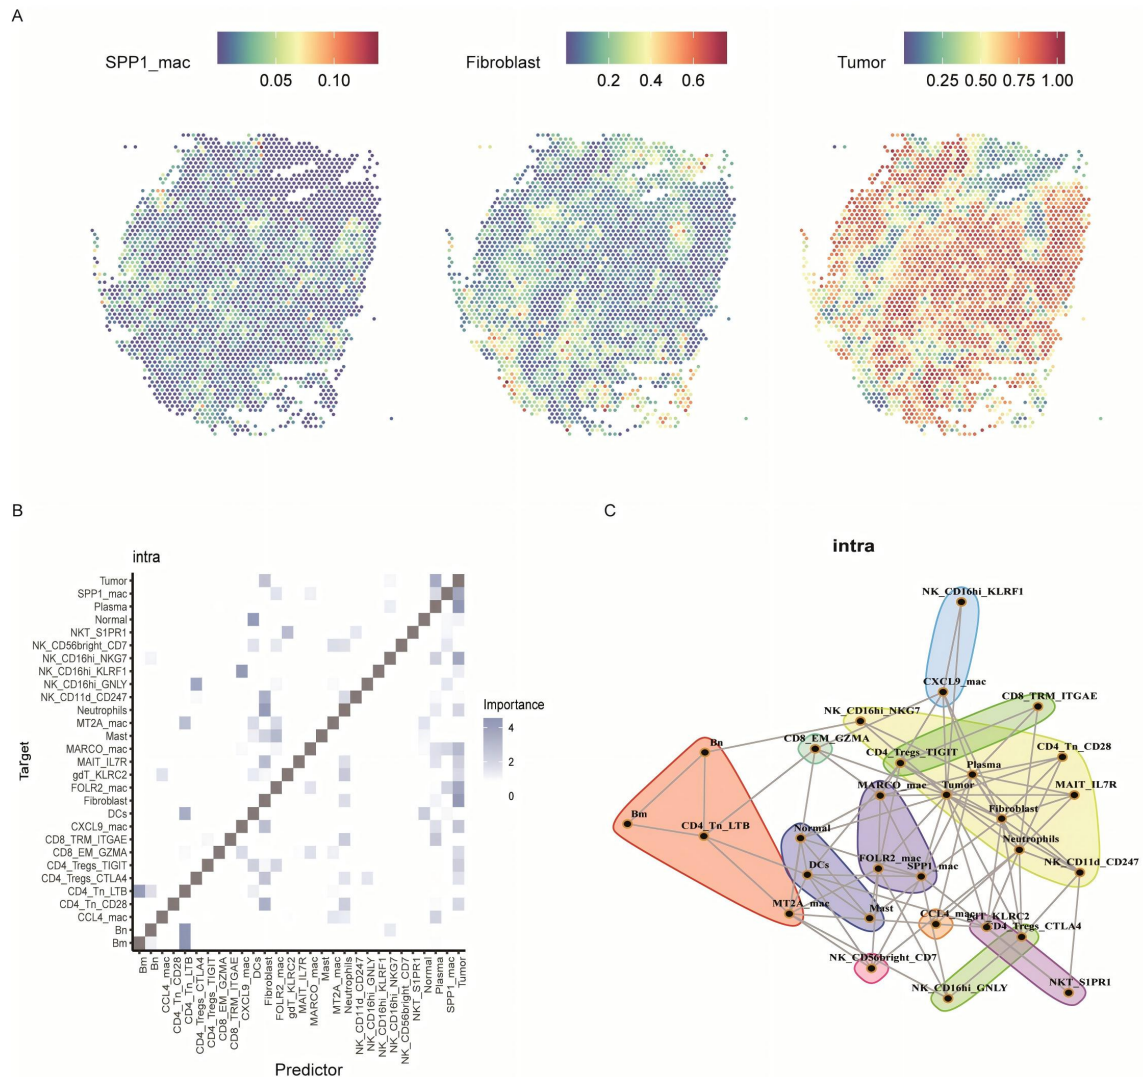 A
SPP1_mac
0.05 0.10
Fibroblast
0.2 0.4 0.6
Tumor
0.25 0.50 0.75 1.00
B
intra
Target
Tumor
SPP1_mac
Plasma
Normal
NKT_S1PR1
NK_CD56bright_CD7
NK_CD16hi_NKG7
NK_CD16hi_KLRF1
NK_CD16hi_GNLY
NK_CD11d_CD247
Neutrophils
MT2A_mac
Mast
MARCO_mac
MAIT_IL7R
gdT_KLRC2
FOLR2_mac
Fibroblast
DCs
CXCL9_mac
CD8_TRM_ITGAE
CD8_EM_GZMA
CD4_Tregs_TIGIT
CD4_Tregs_CTLA4
CD4_Tn_LTB
CD4_Tn_CD28
CCL4_mac
Bn
Bm
Bm
Bn
CCL4_mac
CD4_Tn_CD28
CD4_Tn_LTB
CD4_Tregs_CTLA4
CD4_Tregs_TIGIT
CD8_EM_GZMA
CD8_TRM_ITGAE
CXCL9_mac
DCs
Fibroblast
FOLR2_mac
gdT_KLRC2
MAIT_IL7R
MARCO_mac
Mast
MT2A_mac
Neutrophils
NK_CD11d_CD247
NK_CD16hi_GNLY
NK_CD16hi_KLRF1
NK_CD16hi_NKG7
NK_CD56bright_CD7
NKT_S1PR1
Normal
Plasma
SPP1_mac
Tumor
Predictor
Importance
4
2
0
C
intra
NK_CD16hi_KLRF1
CXCL9_mac
CD8_TRM_ITGAE
NK_CD16hi_NKG7
Bn
CD8_EM_GZMA
CD4_Tregs_TIGIT
CD4_Tn_CD28
Plasma
MARCO_mac
Tumor
MAIT_IL7R
Bm
CD4_Tn_LTB
Normal
Fibroblast
Neutrophils
DCs
FOLR2_mac
SPP1_mac
NK_CD11d_CD247
MT2A_mac
Mast
CCL4_mac
gdT_KLRC2
CD4_Tregs_CTLA4
NK_CD56bright_CD7
NK_CD16hi_GNLY
NKT_S1PR1